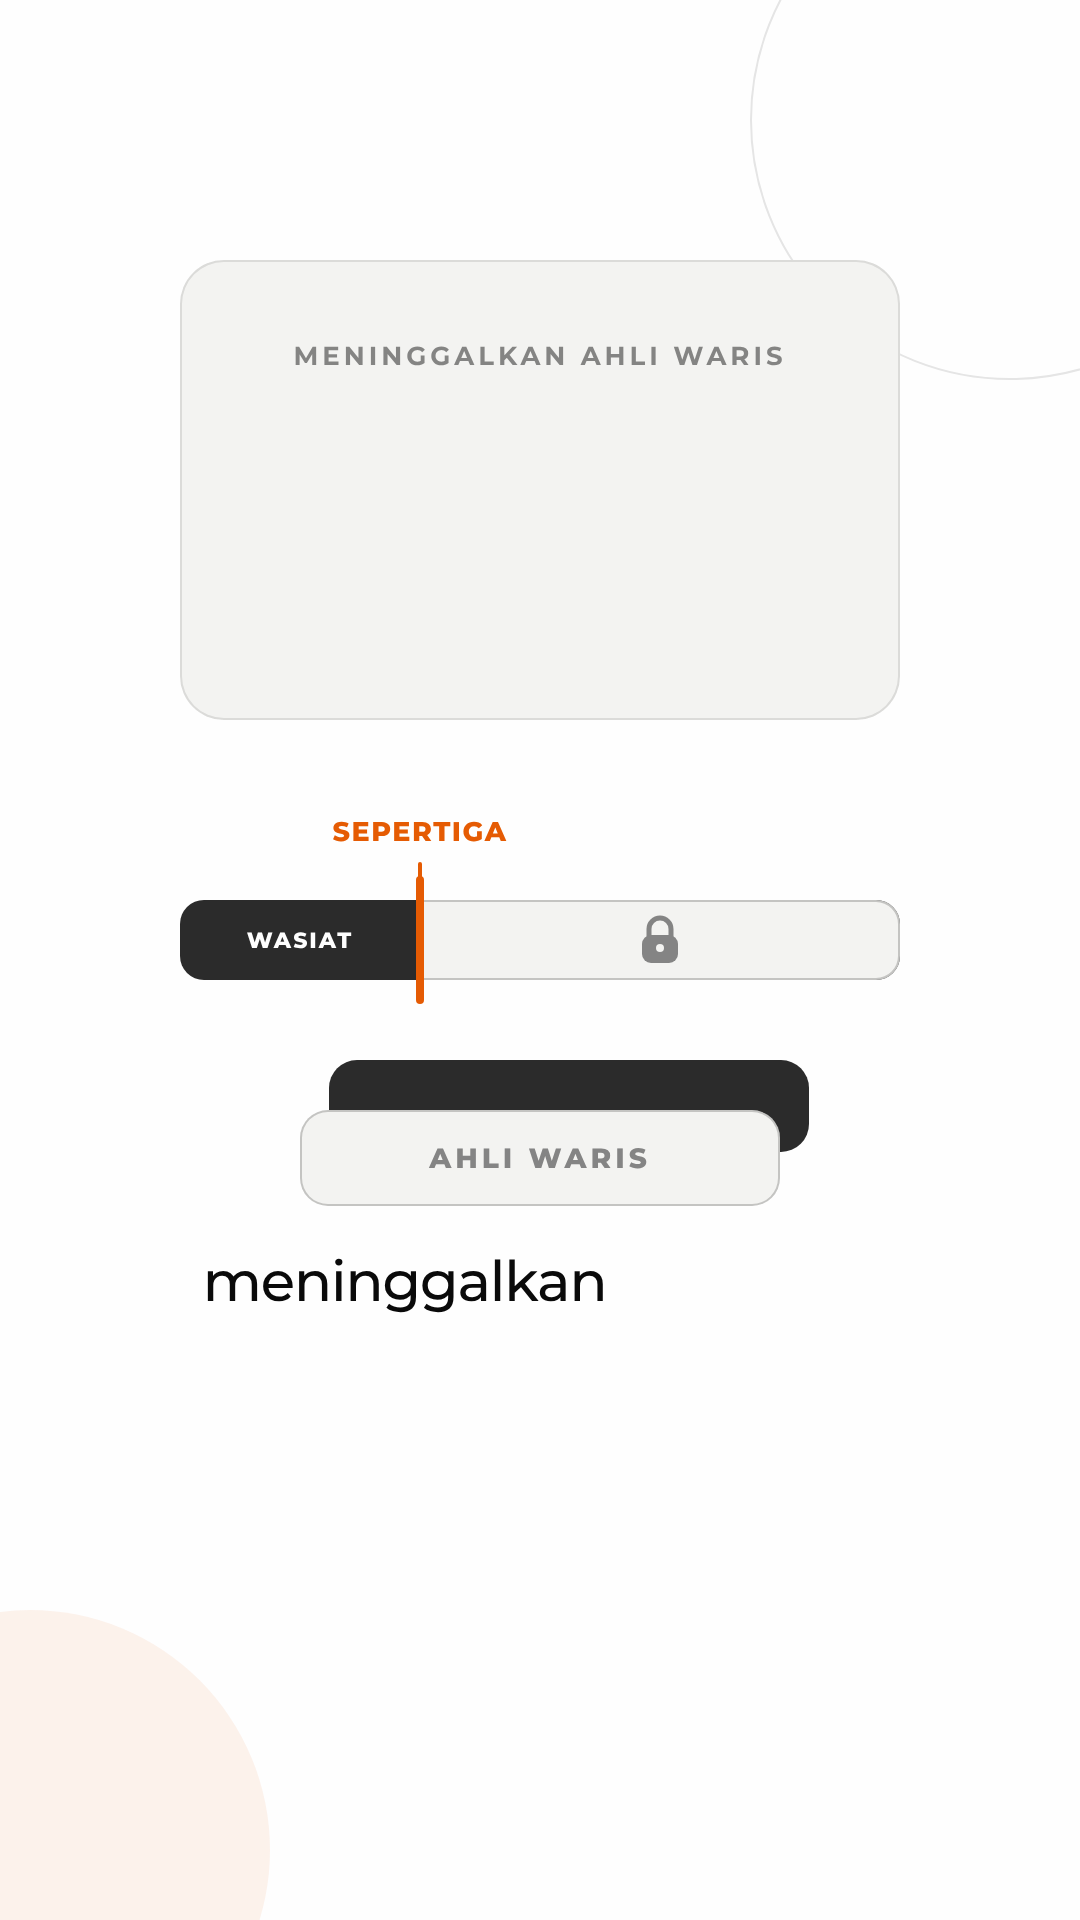 MENINGGALKAN AHLI WARIS
SEPERTIGA
WASIAT
AHLI WARIS
meninggalkan